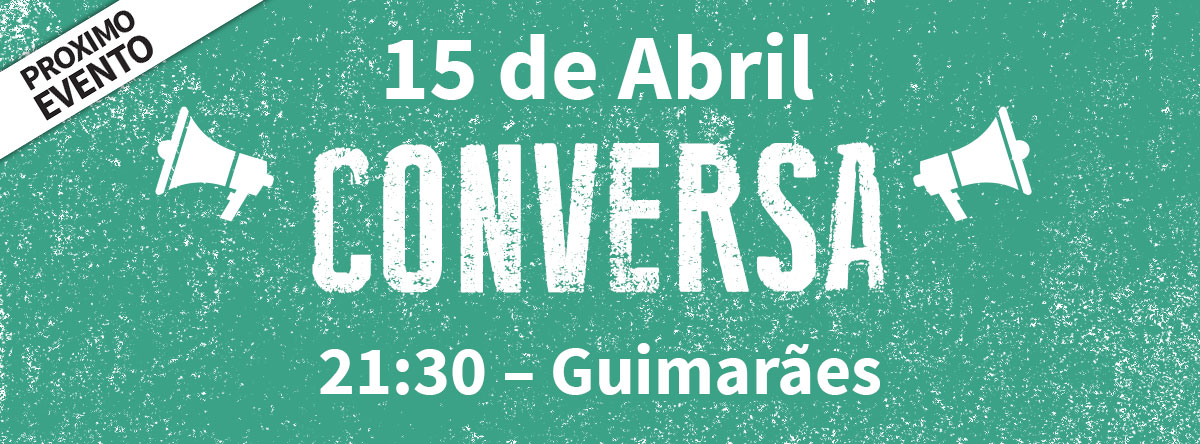 PROXIMO
EVENTO
15 de Abril
CONVERSA
21:30 – Guimarães